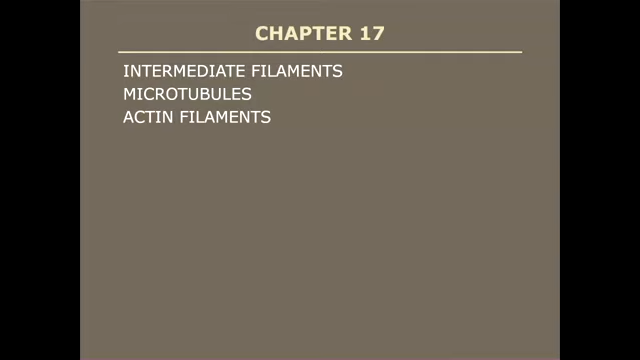 CHAPTER 17
INTERMEDIATE FILAMENTS
MICROTUBULES
ACTIN FILAMENTS